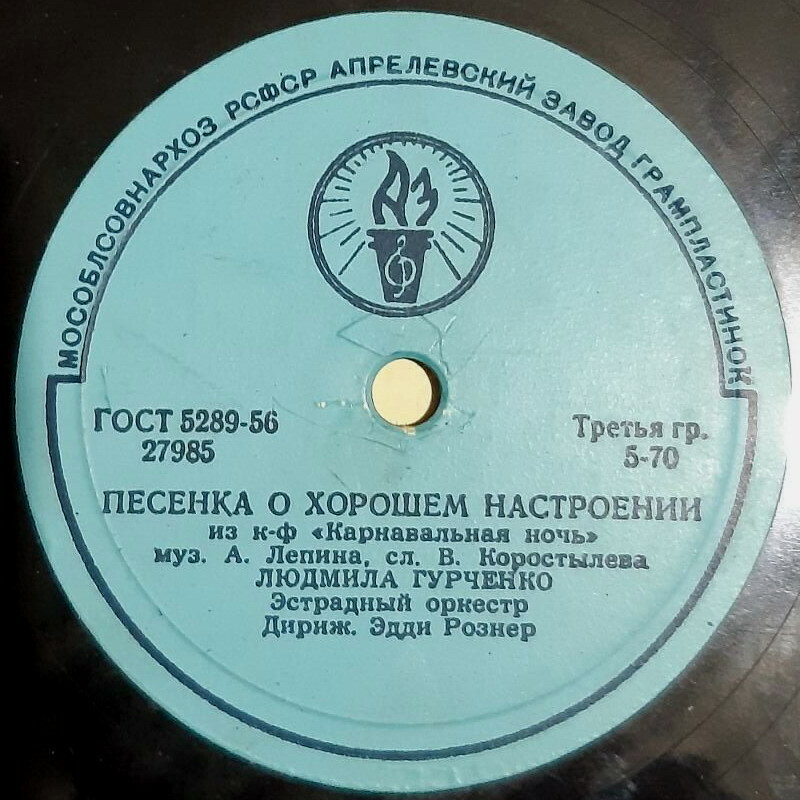 МОСОБЛСОВНАРХОЗ РСФСР АПРЕЛЕВСКИЙ ЗАВОД ГРАМПЛАСТИНОК
АЗ
ГОСТ 5289-56
27985
Третья гр.
5-70
ПЕСЕНКА О ХОРОШЕМ НАСТРОЕНИИ
из к-ф «Карнавальная ночь»
муз. А. Лепина, сл. В. Коростылева
ЛЮДМИЛА ГУРЧЕНКО
Эстрадный оркестр
Дириж. Эдди Рознер